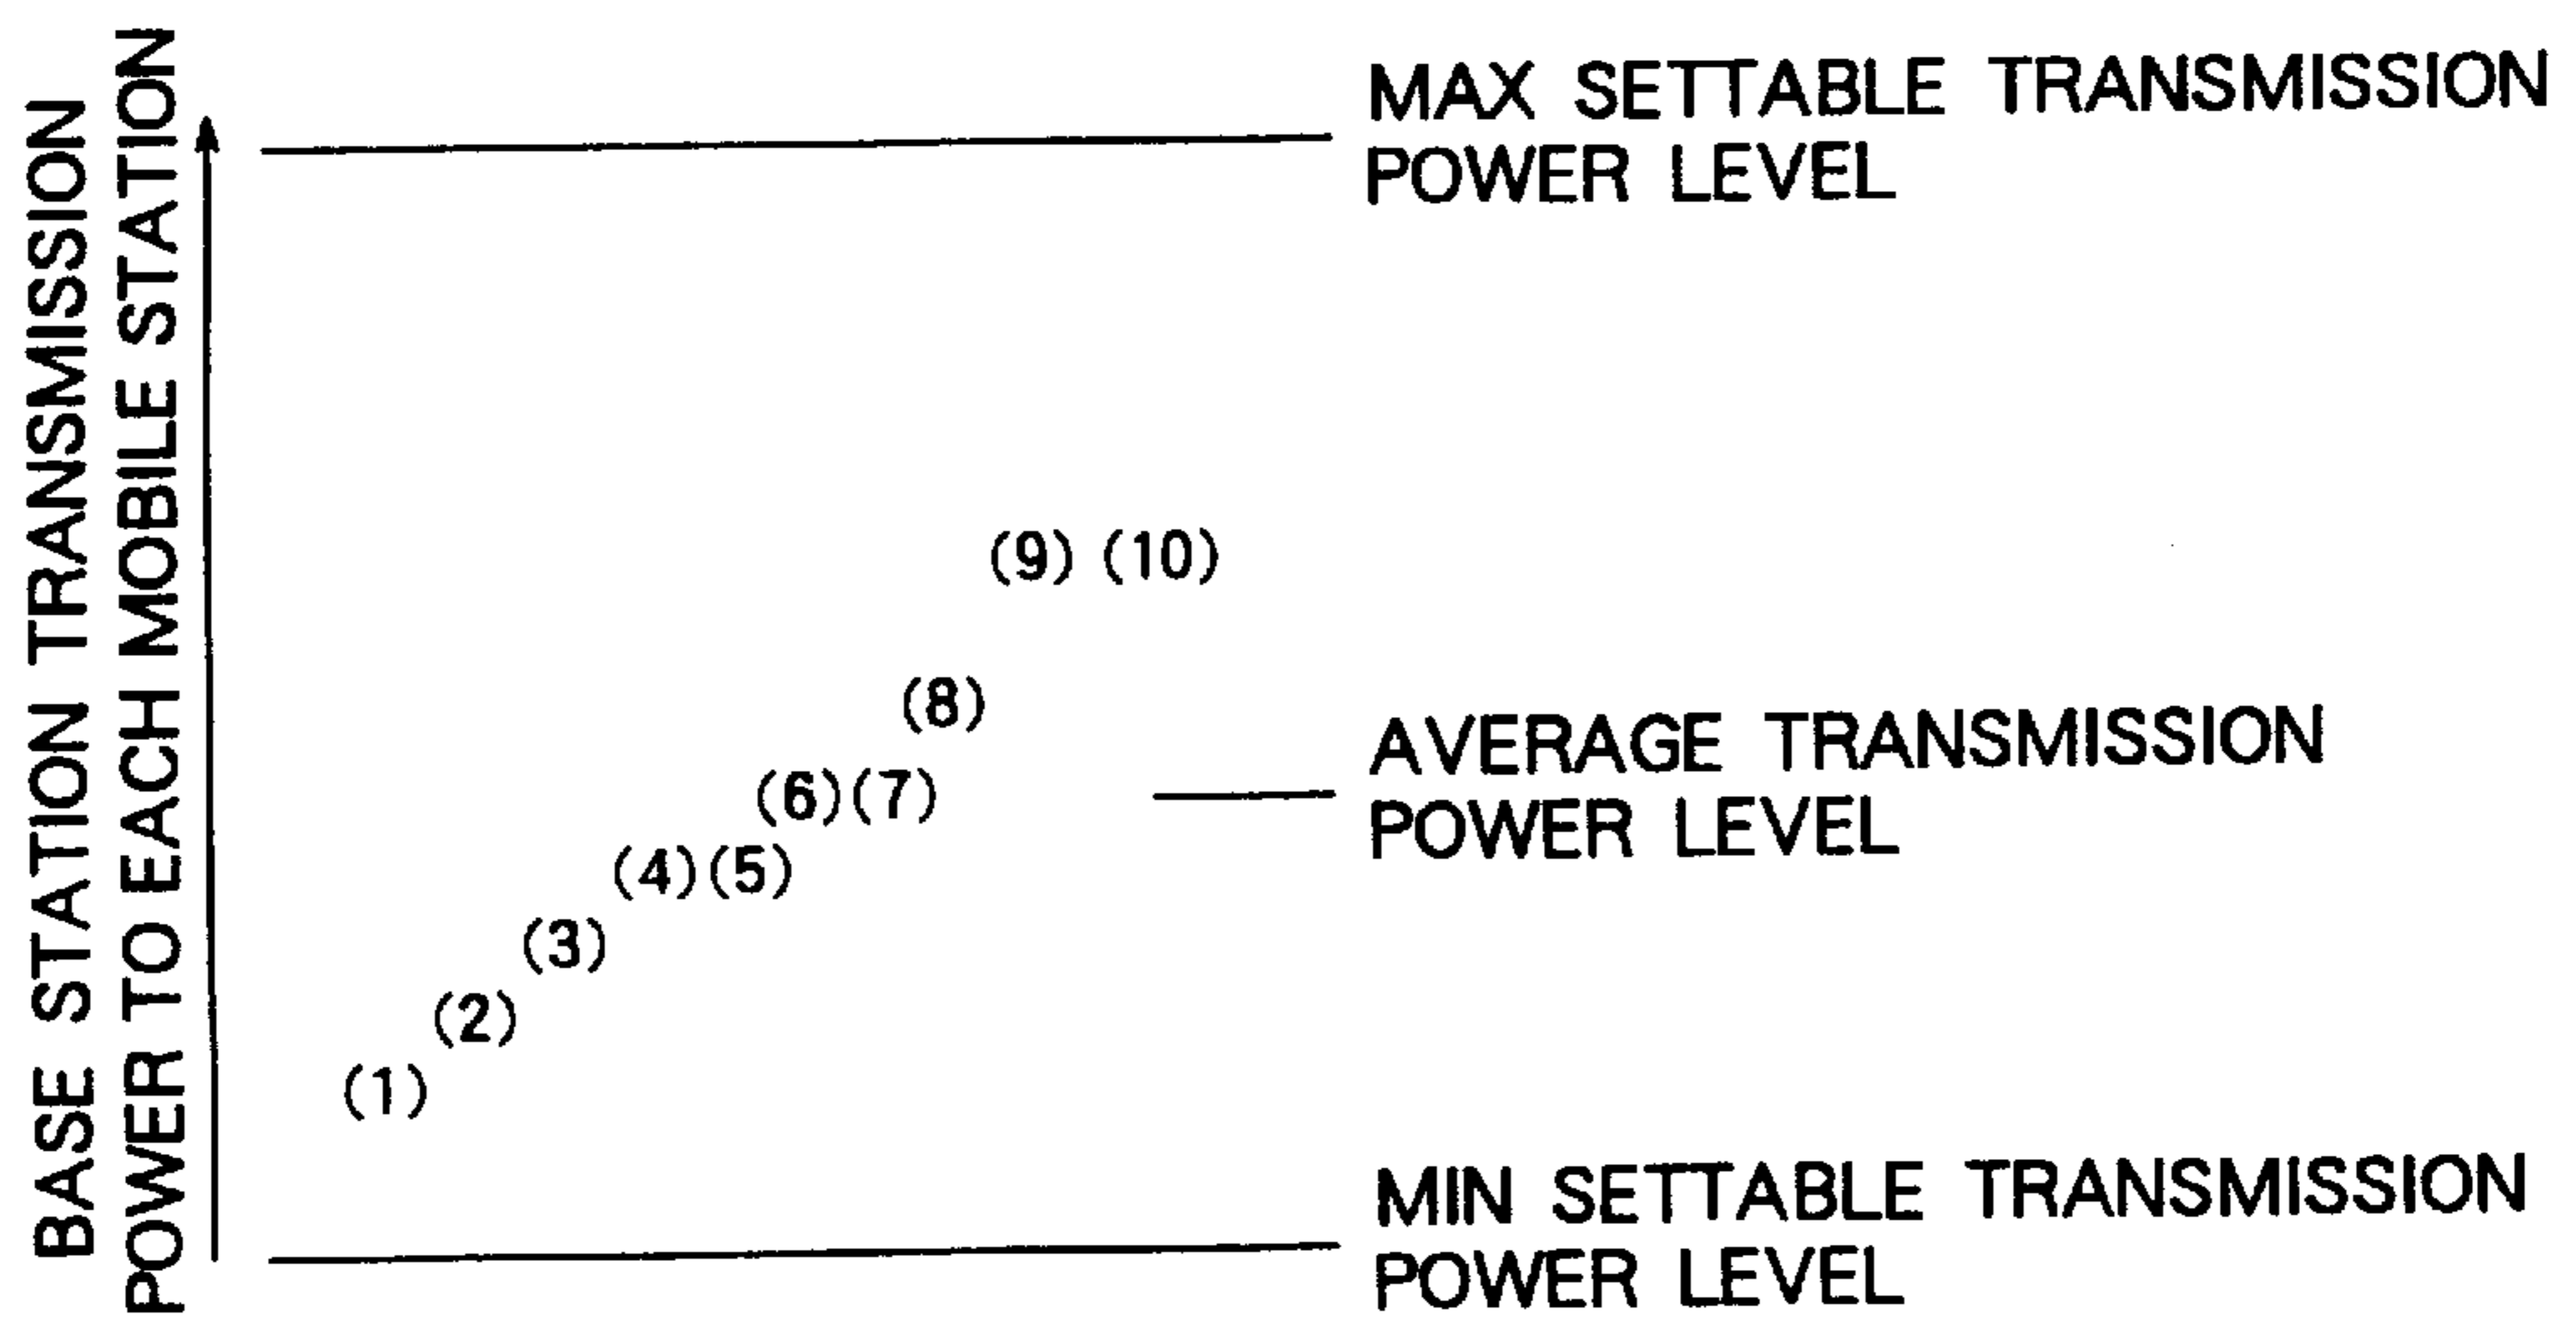 BASE STATION TRANSMISSION
POWER TO EACH MOBILE STATION
MAX SETTABLE TRANSMISSION
POWER LEVEL
(9) (10)
(8)
(6) (7)
AVERAGE TRANSMISSION
POWER LEVEL
(4) (5)
(3)
(2)
(1)
MIN SETTABLE TRANSMISSION
POWER LEVEL